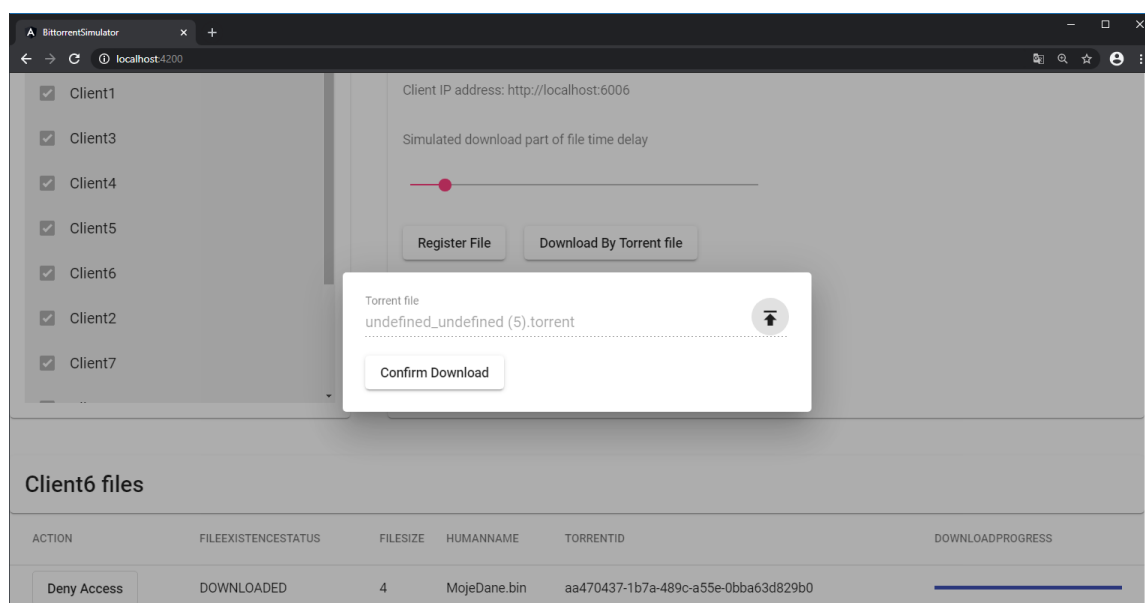 BittorrentSimulator
localhost:4200
Client1
Client3
Client4
Client5
Client6
Client2
Client7
Client IP address: http://localhost:6006
Simulated download part of file time delay
Register File
Download By Torrent file
Torrent file
undefined_undefined (5).torrent
Confirm Download
Client6 files
ACTION FILEEXISTENCESTATUS FILESIZE HUMANNAME TORRENTID DOWNLOADPROGRESS
Deny Access DOWNLOADED 4 MojeDane.bin aa470437-1b7a-489c-a55e-0bba63d829b0